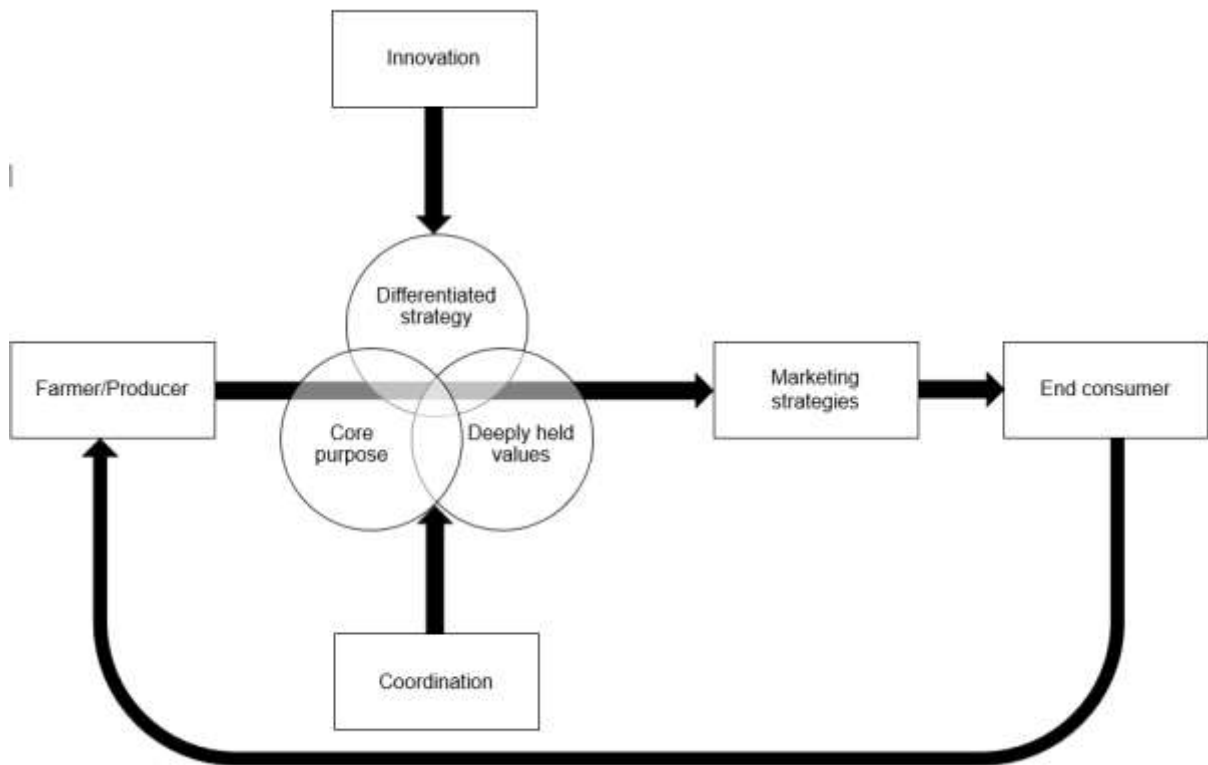 Innovation
Differentiated
strategy
Farmer/Producer
Core
purpose
Deeply held
values
Marketing
strategies
End consumer
Coordination